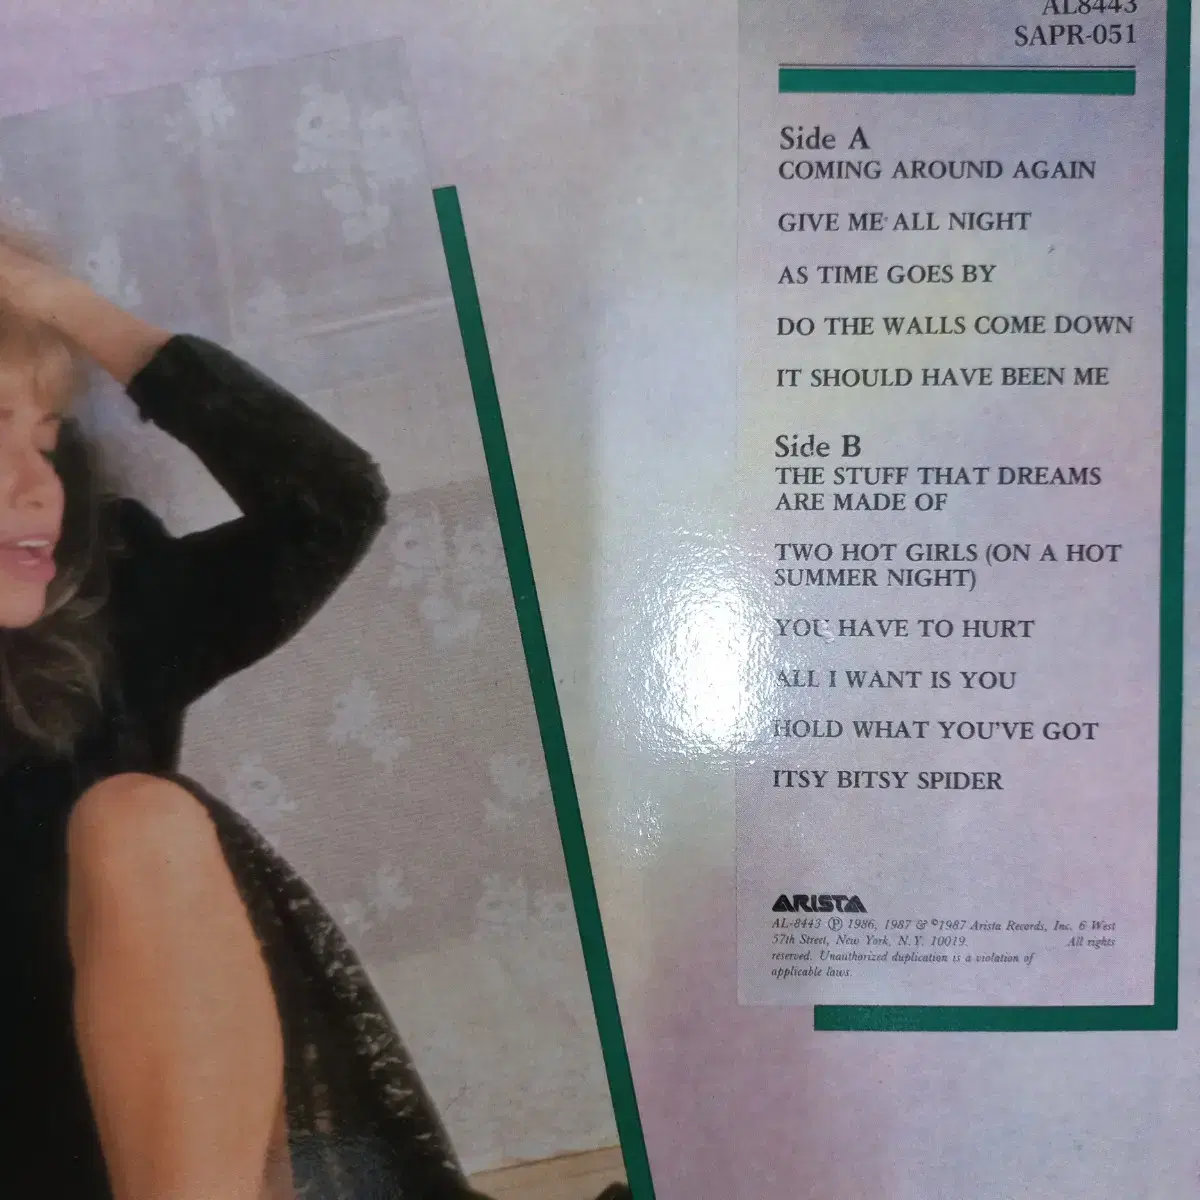 AL8443
SAPR-051
Side A
COMING AROUND AGAIN
GIVE ME ALL NIGHT
AS TIME GOES BY
DO THE WALLS COME DOWN
IT SHOULD HAVE BEEN ME
Side B
THE STUFF THAT DREAMS
ARE MADE OF
TWO HOT GIRLS (ON A HOT
SUMMER NIGHT)
YOU HAVE TO HURT
ALL I WANT IS YOU
HOLD WHAT YOU'VE GOT
ITSY BITSY SPIDER
ARISTA
AL-8443 Ⓟ 1986, 1987 & ©1987 Arista Records, Inc. 6 West
57th Street, New York, N.Y. 10019. All rights
reserved. Unauthorized duplication is a violation of
applicable laws.